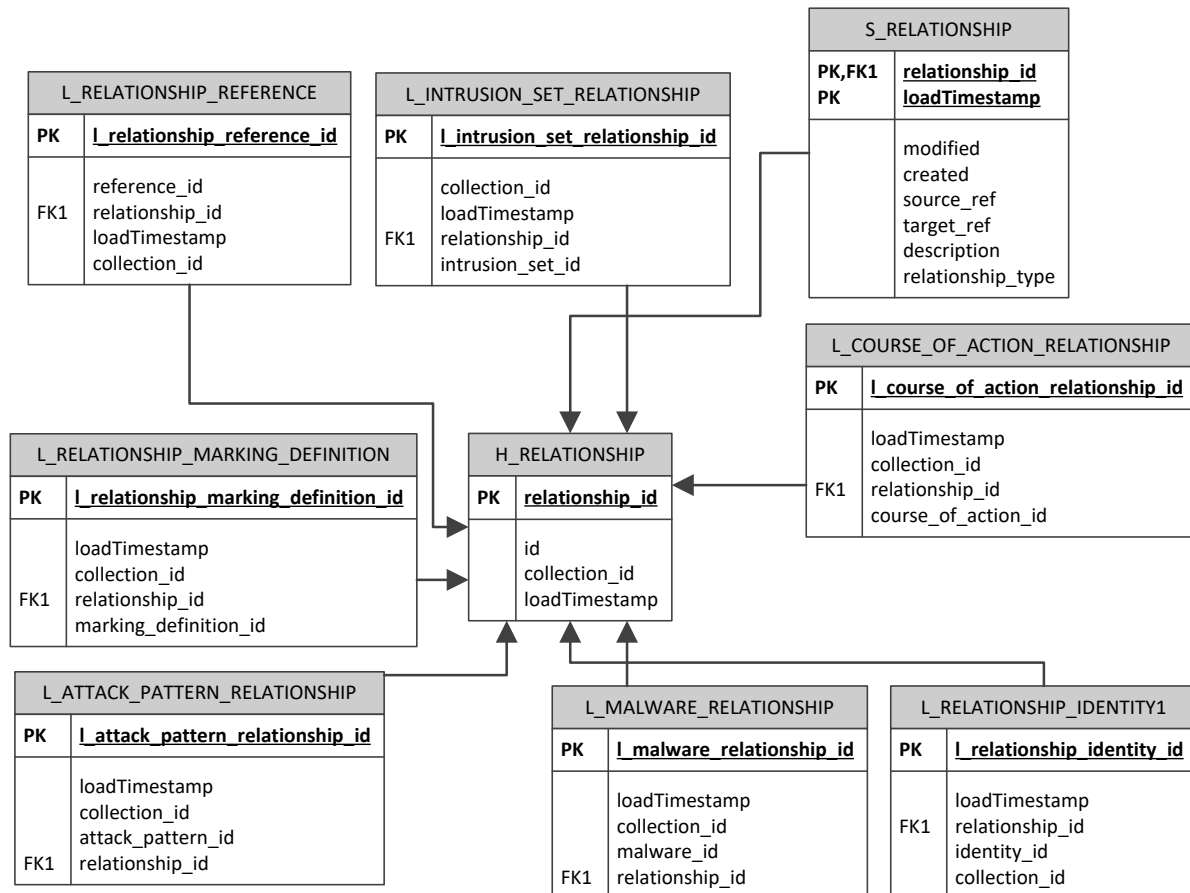 S_RELATIONSHIP
PK,FK1 relationship_id
PK loadTimestamp
modified
created
source_ref
target_ref
description
relationship_type
L_RELATIONSHIP_REFERENCE
PK l_relationship_reference_id
reference_id
FK1 relationship_id
loadTimestamp
collection_id
L_INTRUSION_SET_RELATIONSHIP
PK l_intrusion_set_relationship_id
collection_id
loadTimestamp
FK1 relationship_id
intrusion_set_id
L_COURSE_OF_ACTION_RELATIONSHIP
PK l_course_of_action_relationship_id
loadTimestamp
collection_id
FK1 relationship_id
course_of_action_id
L_RELATIONSHIP_MARKING_DEFINITION
PK l_relationship_marking_definition_id
loadTimestamp
collection_id
FK1 relationship_id
marking_definition_id
H_RELATIONSHIP
PK relationship_id
id
collection_id
loadTimestamp
L_ATTACK_PATTERN_RELATIONSHIP
PK l_attack_pattern_relationship_id
loadTimestamp
collection_id
attack_pattern_id
FK1 relationship_id
L_MALWARE_RELATIONSHIP
PK l_malware_relationship_id
loadTimestamp
collection_id
malware_id
FK1 relationship_id
L_RELATIONSHIP_IDENTITY1
PK l_relationship_identity_id
loadTimestamp
FK1 relationship_id
identity_id
collection_id